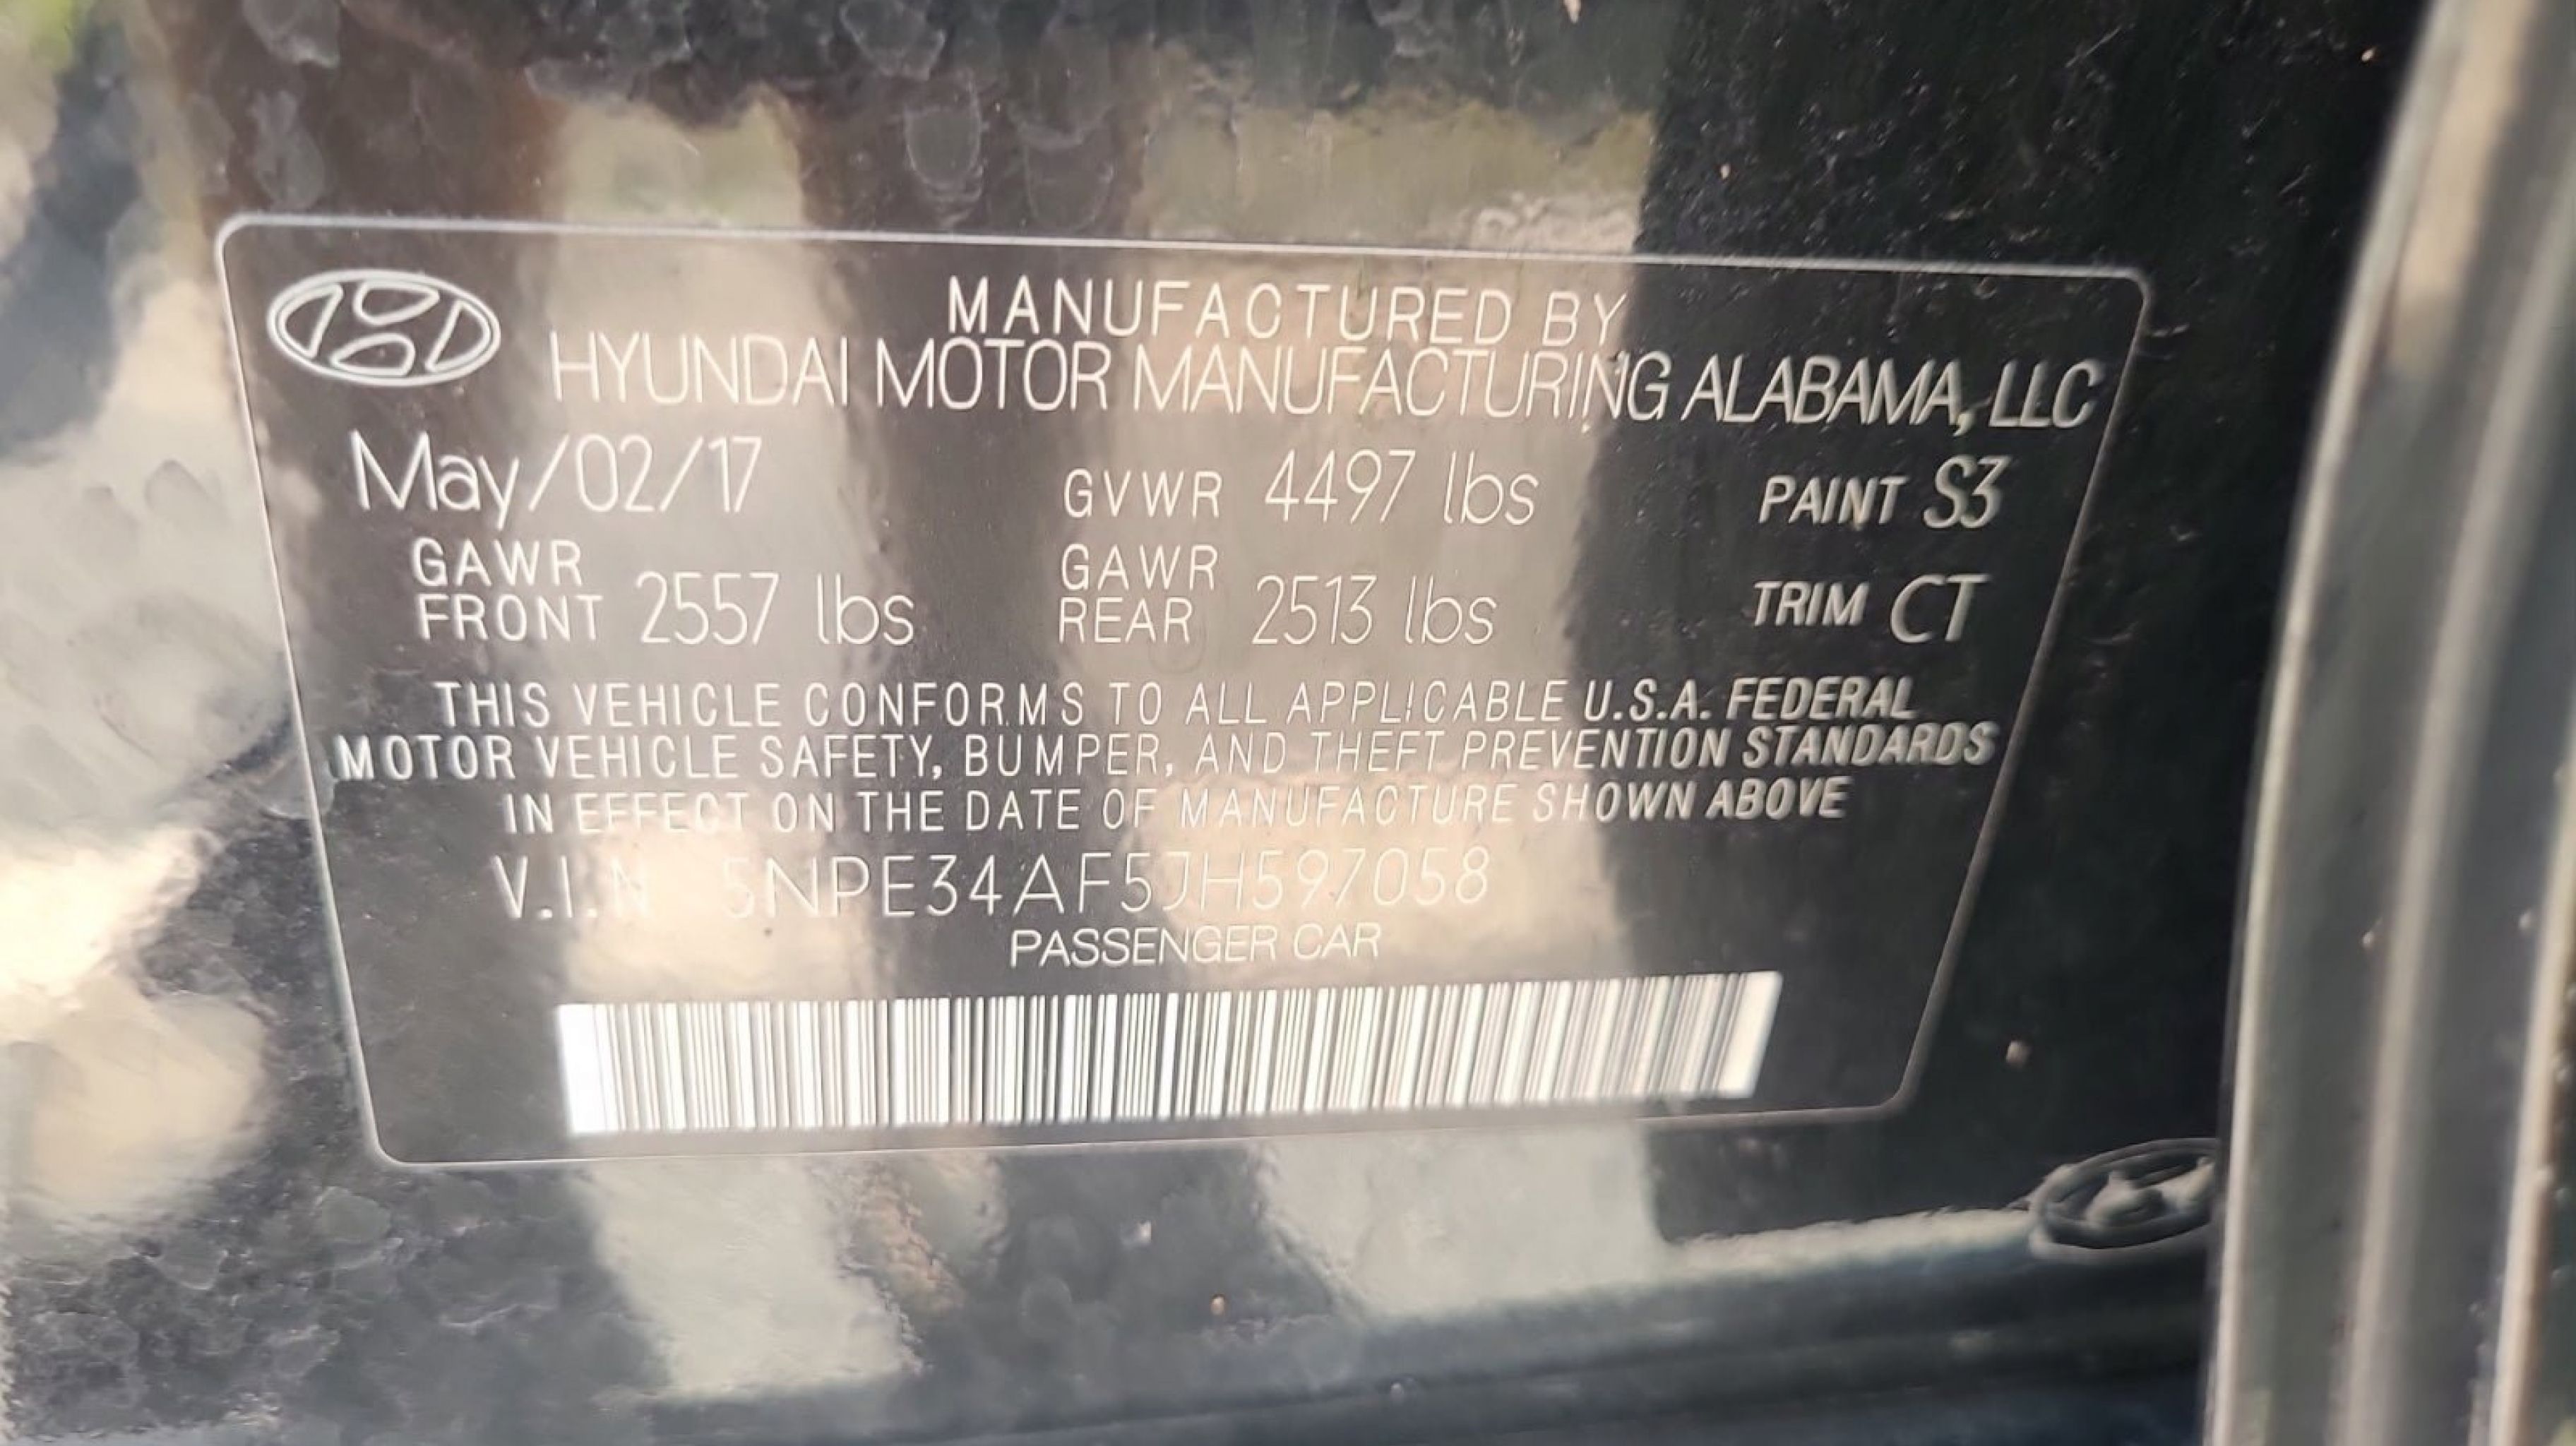 MANUFACTURED BY
HYUNDAI MOTOR MANUFACTURING ALABAMA, LLC
May/02/17 GVWR 4497 lbs PAINT S3
GAWR FRONT 2557 lbs GAWR REAR 2513 lbs TRIM CT
THIS VEHICLE CONFORMS TO ALL APPLICABLE U.S.A. FEDERAL
MOTOR VEHICLE SAFETY, BUMPER, AND THEFT PREVENTION STANDARDS
IN EFFECT ON THE DATE OF MANUFACTURE SHOWN ABOVE
V.I.N 5NPE34AF5JH597058
PASSENGER CAR